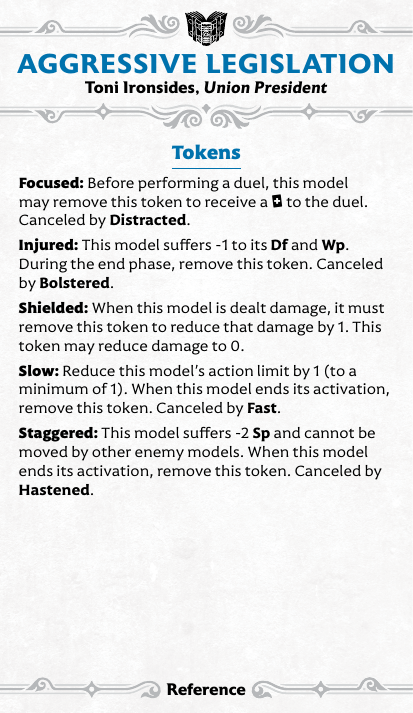 AGGRESSIVE LEGISLATION
Toni Ironsides, Union President
Tokens
Focused: Before performing a duel, this model
may remove this token to receive a + to the duel.
Canceled by Distracted.
Injured: This model suffers -1 to its Df and Wp.
During the end phase, remove this token. Canceled
by Bolstered.
Shielded: When this model is dealt damage, it must
remove this token to reduce that damage by 1. This
token may reduce damage to 0.
Slow: Reduce this model’s action limit by 1 (to a
minimum of 1). When this model ends its activation,
remove this token. Canceled by Fast.
Staggered: This model suffers -2 Sp and cannot be
moved by other enemy models. When this model
ends its activation, remove this token. Canceled by
Hastened.
Reference